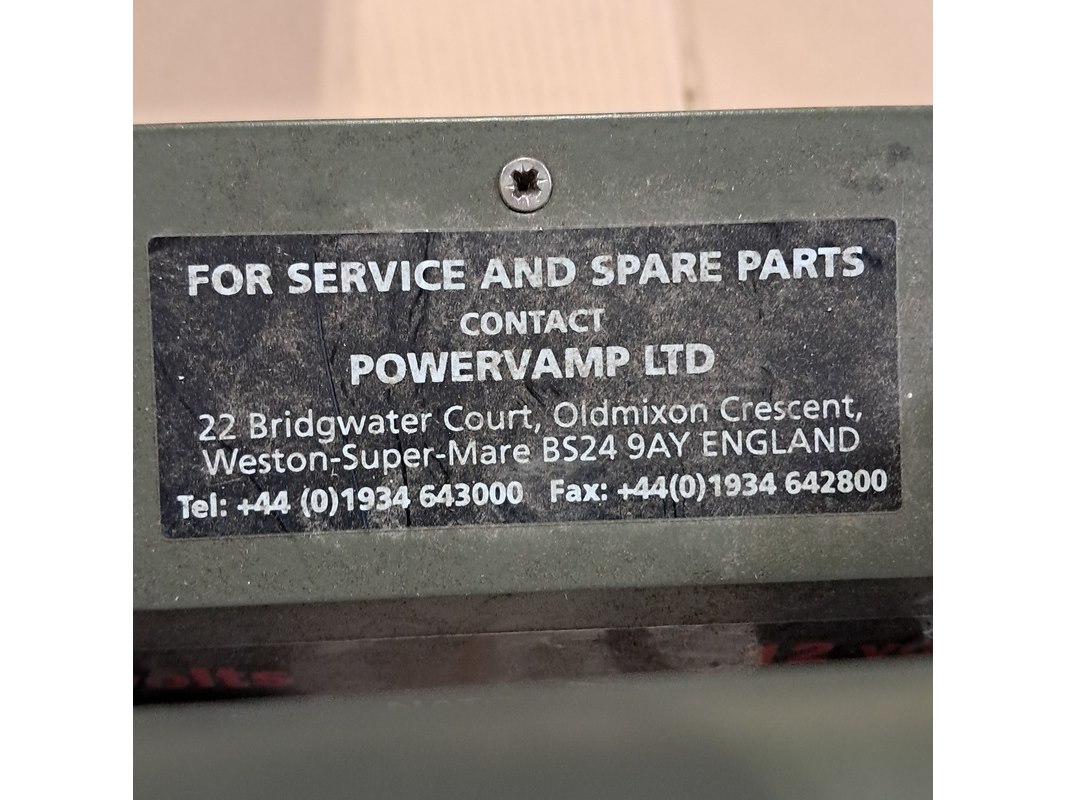 FOR SERVICE AND SPARE PARTS
CONTACT
POWERVAMP LTD
22 Bridgwater Court, Oldmixon Crescent,
Weston-Super-Mare BS24 9AY ENGLAND
Tel: +44 (0)1934 643000 Fax: +44(0)1934 642800
12